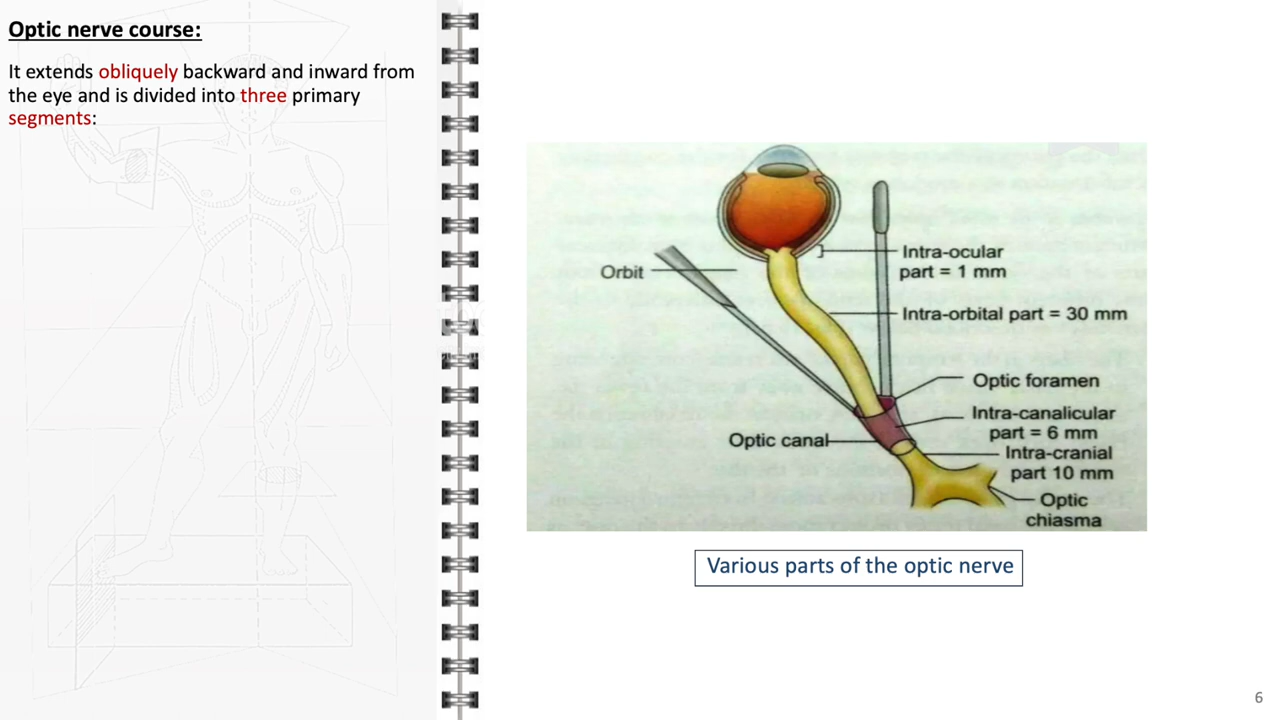 Optic nerve course:
It extends obliquely backward and inward from
the eye and is divided into three primary
segments:
Orbit
Intra-ocular
part = 1 mm
Intra-orbital part = 30 mm
Optic foramen
Intra-canalicular
part = 6 mm
Optic canal
Intra-cranial
part 10 mm
Optic
chiasma
Various parts of the optic nerve
6